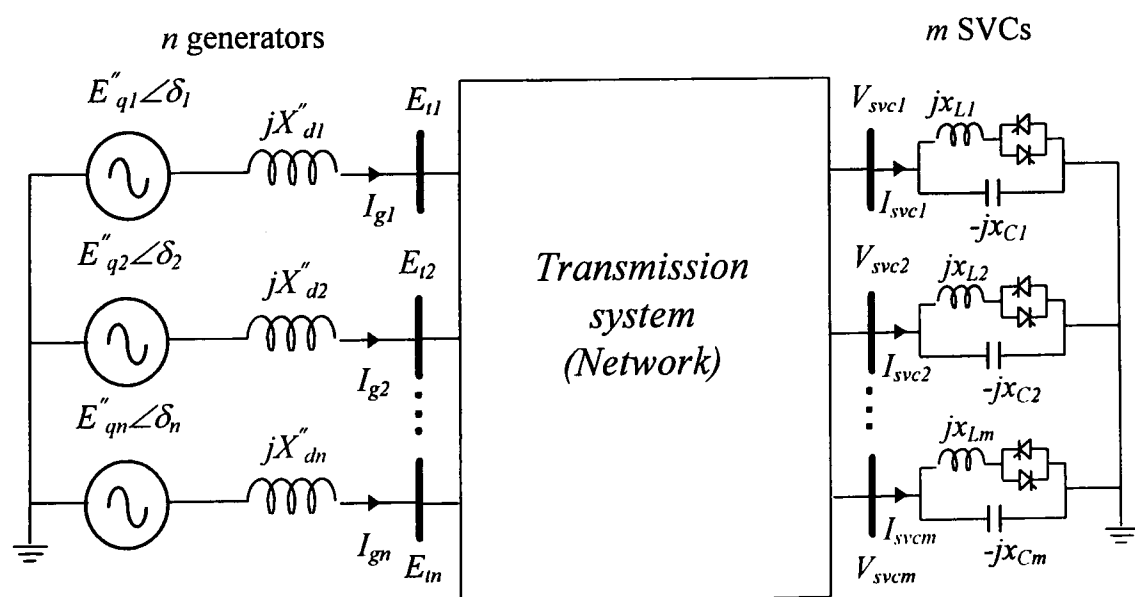 n generators
m SVCs
E"q1∠δ1
jX"d1
Et1
Ig1
Vsvc1
jxL1
Isvc1
-jxC1
E"q2∠δ2
jX"d2
Et2
Ig2
Transmission
system
(Network)
Vsvc2
jxL2
Isvc2
-jxC2
E"qn∠δn
jX"dn
Ign
Etn
jxLm
Isvcm
-jxCm
Vsvcm